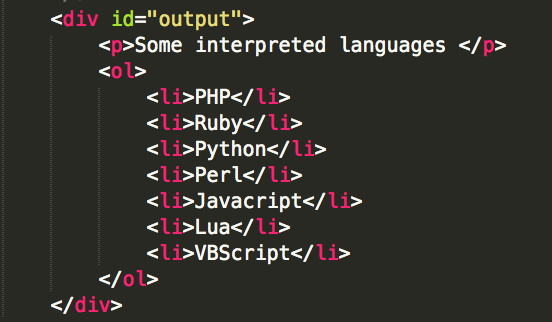 <div id="output">
<p>Some interpreted languages </p>
<ol>
<li>PHP</li>
<li>Ruby</li>
<li>Python</li>
<li>Perl</li>
<li>Javacript</li>
<li>Lua</li>
<li>VBScript</li>
</ol>
</div>